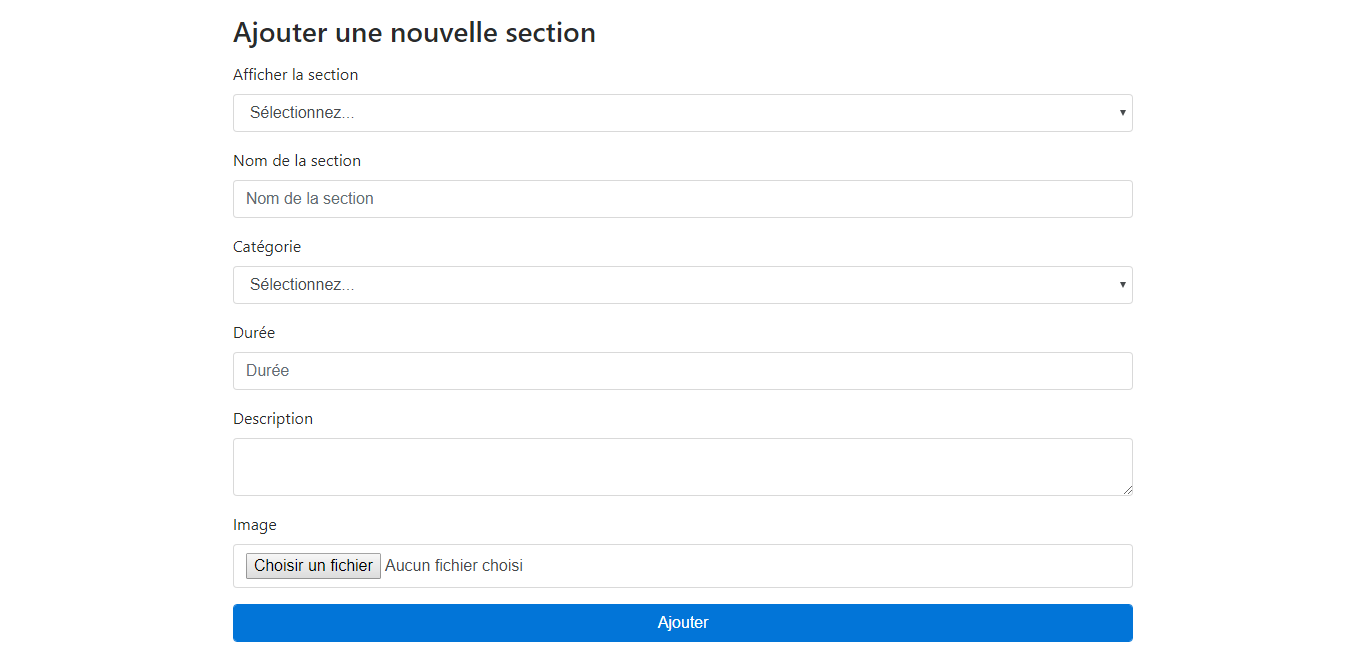 Ajouter une nouvelle section
Afficher la section
Sélectionnez...
Nom de la section
Nom de la section
Catégorie
Sélectionnez...
Durée
Durée
Description
Image
Choisir un fichier Aucun fichier choisi
Ajouter